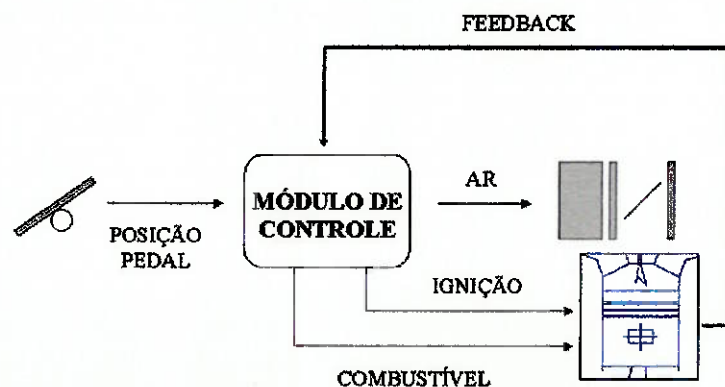 FEEDBACK
MÓDULO DE
CONTROLE
AR
POSIÇÃO
PEDAL
IGNIÇÃO
COMBUSTÍVEL